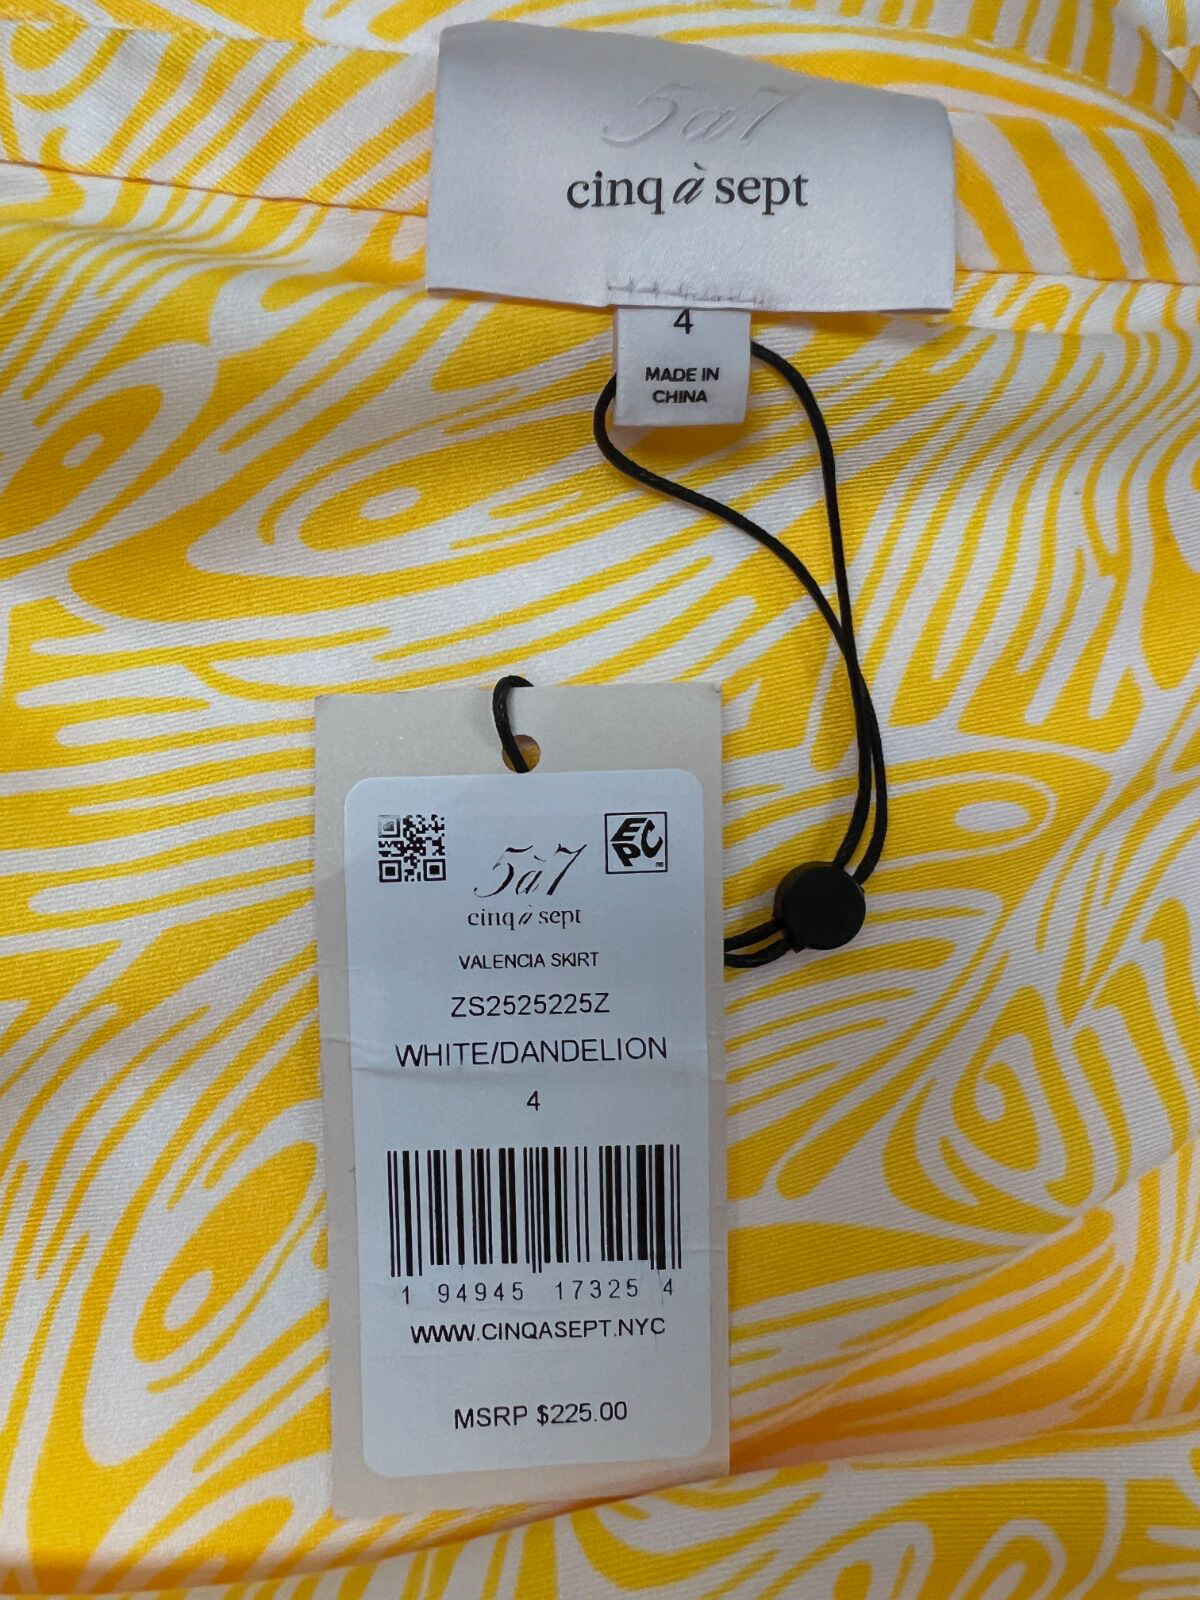 5à7
cinq à sept
4
MADE IN
CHINA
EPC
5à7
cinq à sept
VALENCIA SKIRT
ZS2525225Z
WHITE/DANDELION
4
1 94945 17325 4
WWW.CINQASEPT.NYC
MSRP $225.00